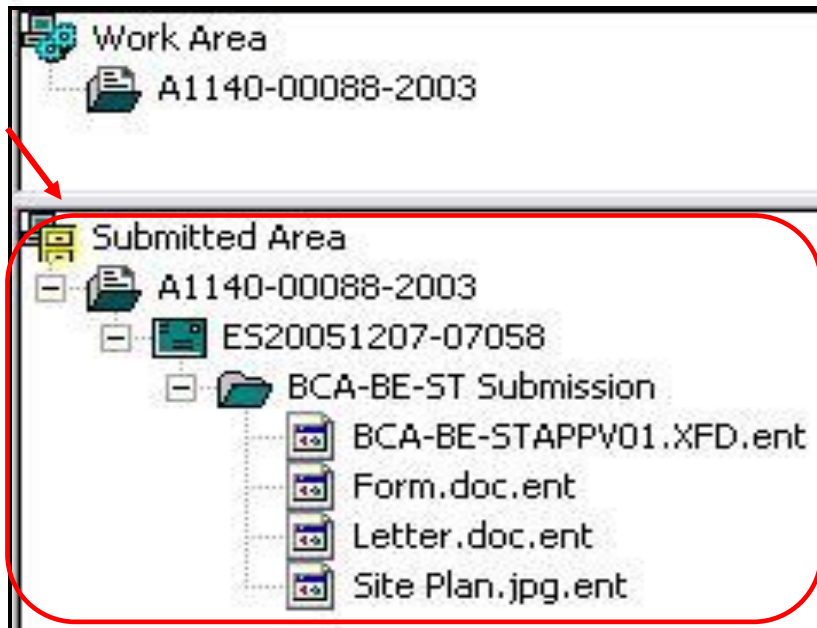 Work Area
A1140-00088-2003
Submitted Area
A1140-00088-2003
ES20051207-07058
BCA-BE-ST Submission
BCA-BE-STAPPV01.XFD.ent
Form.doc.ent
Letter.doc.ent
Site Plan.jpg.ent